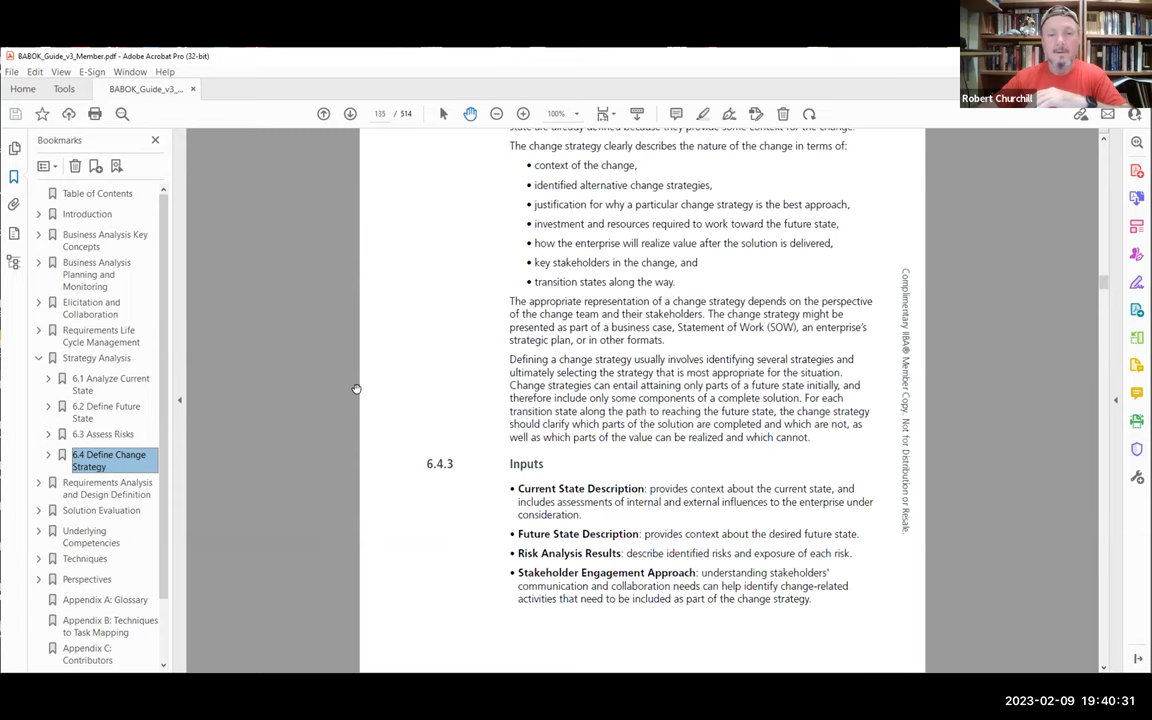 BABOK_Guide_v3_Member.pdf - Adobe Acrobat Pro (32-bit)
File Edit View E-Sign Window Help
Home Tools BABOK_Guide_v3_... ×
135 / 514 100%
Robert Churchill
Bookmarks
Table of Contents
Introduction
Business Analysis Key
Concepts
Business Analysis
Planning and
Monitoring
Elicitation and
Collaboration
Requirements Life
Cycle Management
Strategy Analysis
6.1 Analyze Current
State
6.2 Define Future
State
6.3 Assess Risks
6.4 Define Change
Strategy
Requirements Analysis
and Design Definition
Solution Evaluation
Underlying
Competencies
Techniques
Perspectives
Appendix A: Glossary
Appendix B: Techniques
to Task Mapping
Appendix C:
Contributors
state are already defined because they provide some context for the change.
The change strategy clearly describes the nature of the change in terms of:
• context of the change,
• identified alternative change strategies,
• justification for why a particular change strategy is the best approach,
• investment and resources required to work toward the future state,
• how the enterprise will realize value after the solution is delivered,
• key stakeholders in the change, and
• transition states along the way.
The appropriate representation of a change strategy depends on the perspective
of the change team and their stakeholders. The change strategy might be
presented as part of a business case, Statement of Work (SOW), an enterprise's
strategic plan, or in other formats.
Defining a change strategy usually involves identifying several strategies and
ultimately selecting the strategy that is most appropriate for the situation.
Change strategies can entail attaining only parts of a future state initially, and
therefore include only some components of a complete solution. For each
transition state along the path to reaching the future state, the change strategy
should clarify which parts of the solution are completed and which are not, as
well as which parts of the value can be realized and which cannot.
6.4.3 Inputs
• Current State Description: provides context about the current state, and
includes assessments of internal and external influences to the enterprise under
consideration.
• Future State Description: provides context about the desired future state.
• Risk Analysis Results: describe identified risks and exposure of each risk.
• Stakeholder Engagement Approach: understanding stakeholders'
communication and collaboration needs can help identify change-related
activities that need to be included as part of the change strategy.
Complimentary IIBA® Member Copy. Not for Distribution or Resale.
2023-02-09 19:40:31